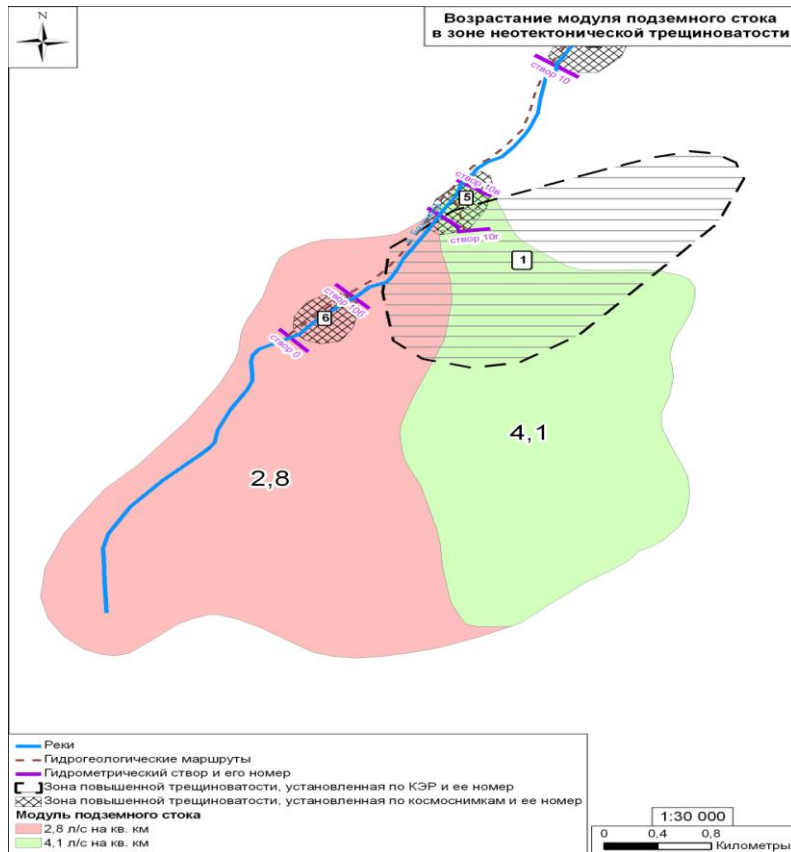 Возрастание модуля подземного стока
в зоне неотектонической трещиноватости
створ 10
створ 10в
5
створ 10г
1
створ 10б
6
створ 0
4,1
2,8
Реки
Гидрогеологические маршруты
Гидрометрический створ и его номер
Зона повышенной трещиноватости, установленная по КЭР и ее номер
Зона повышенной трещиноватости, установленная по космоснимкам и ее номер
Модуль подземного стока
2,8 л/с на кв. км
4,1 л/с на кв. км
1:30 000
0 0,4 0,8
Километры